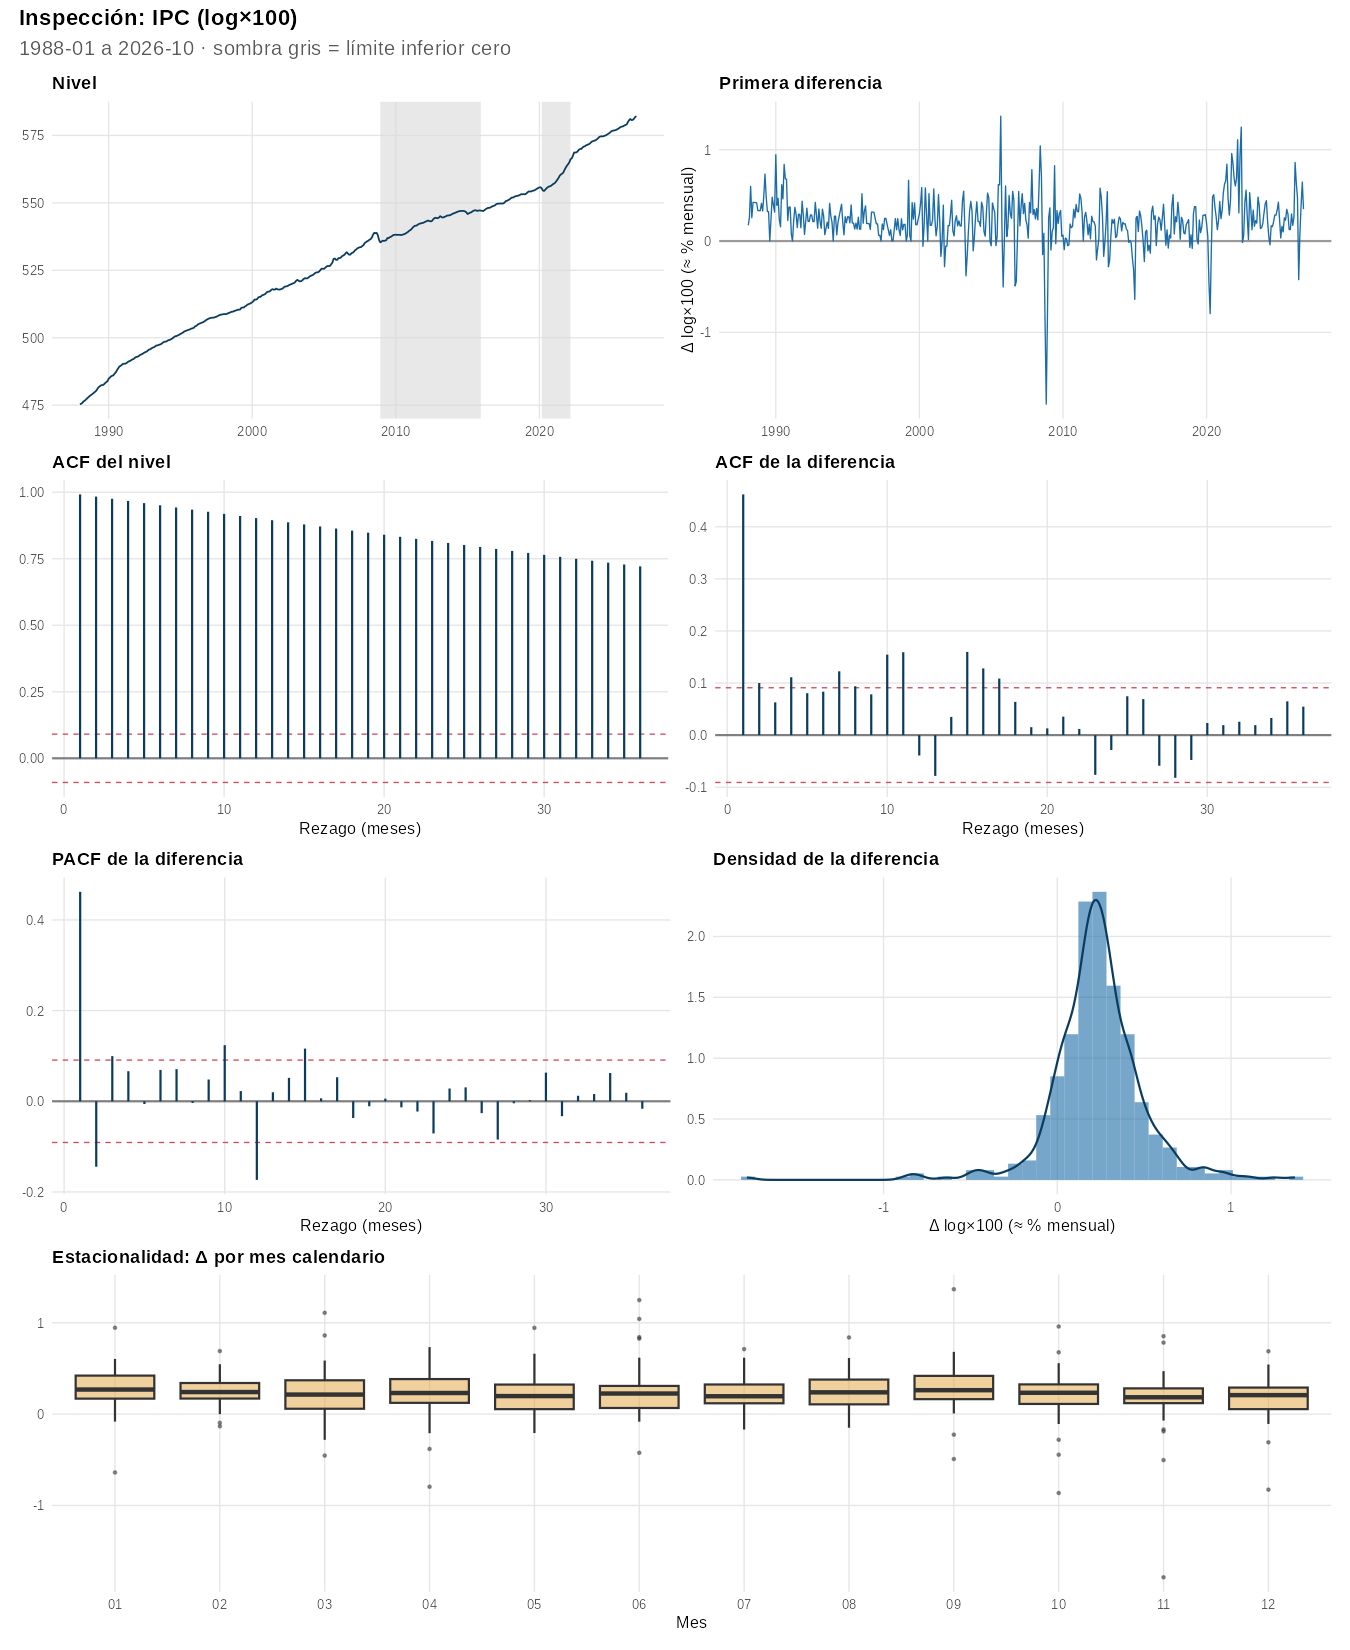 Inspección: IPC (log×100)
1988-01 a 2026-10 · sombra gris = límite inferior cero
Nivel
575
550
525
500
475
1990 2000 2010 2020
Primera diferencia
Δ log×100 (≈ % mensual)
1
0
-1
1990 2000 2010 2020
ACF del nivel
1.00
0.75
0.50
0.25
0.00
0 10 20 30
Rezago (meses)
ACF de la diferencia
0.4
0.3
0.2
0.1
0.0
-0.1
0 10 20 30
Rezago (meses)
PACF de la diferencia
0.4
0.2
0.0
-0.2
0 10 20 30
Rezago (meses)
Densidad de la diferencia
2.0
1.5
1.0
0.5
0.0
-1 0 1
Δ log×100 (≈ % mensual)
Estacionalidad: Δ por mes calendario
1
0
-1
01 02 03 04 05 06 07 08 09 10 11 12
Mes